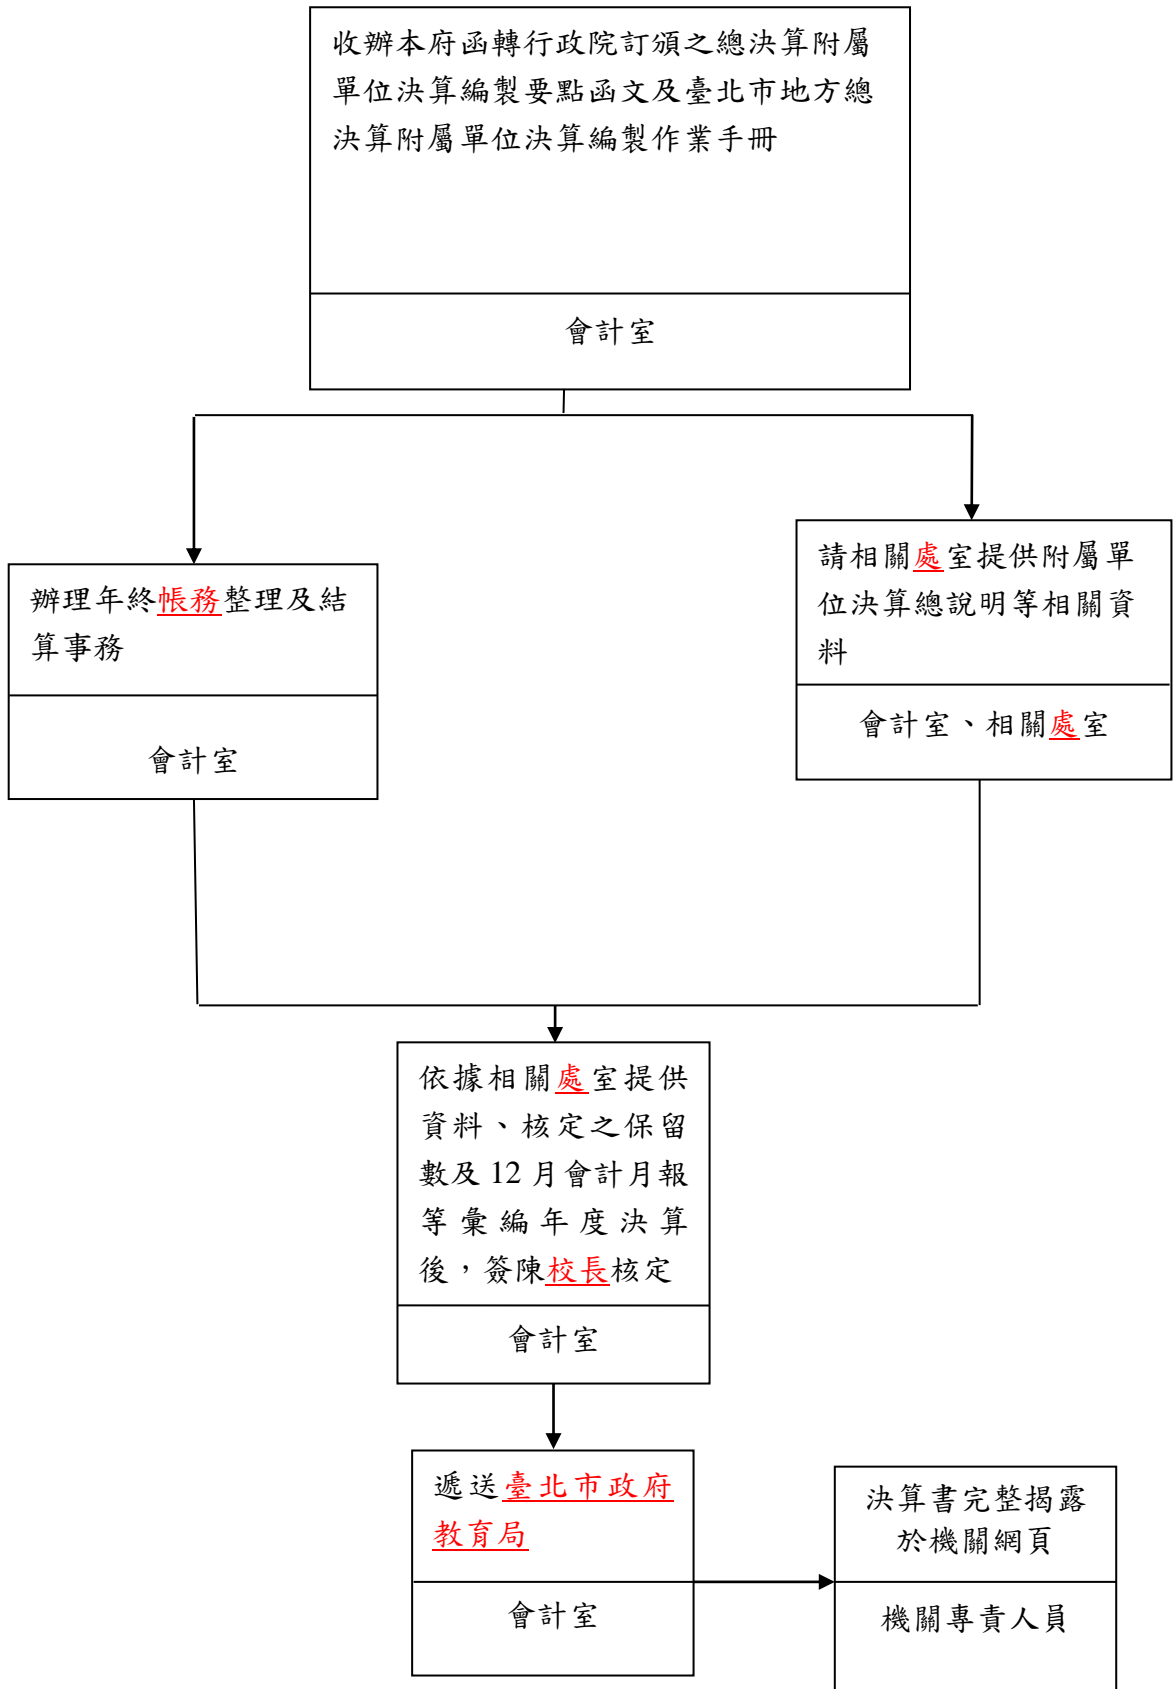 收辦本府函轉行政院訂頒之總決算附屬
單位決算編製要點函文及臺北市地方總
決算附屬單位決算編製作業手冊
會計室
辦理年終帳務整理及結
算事務
會計室
請相關處室提供附屬單
位決算總說明等相關資
料
會計室、相關處室
依據相關處室提供
資料、核定之保留
數及12月會計月報
等彙編年度決算
後，簽陳校長核定
會計室
遞送臺北市政府
教育局
會計室
決算書完整揭露
於機關網頁
機關專責人員